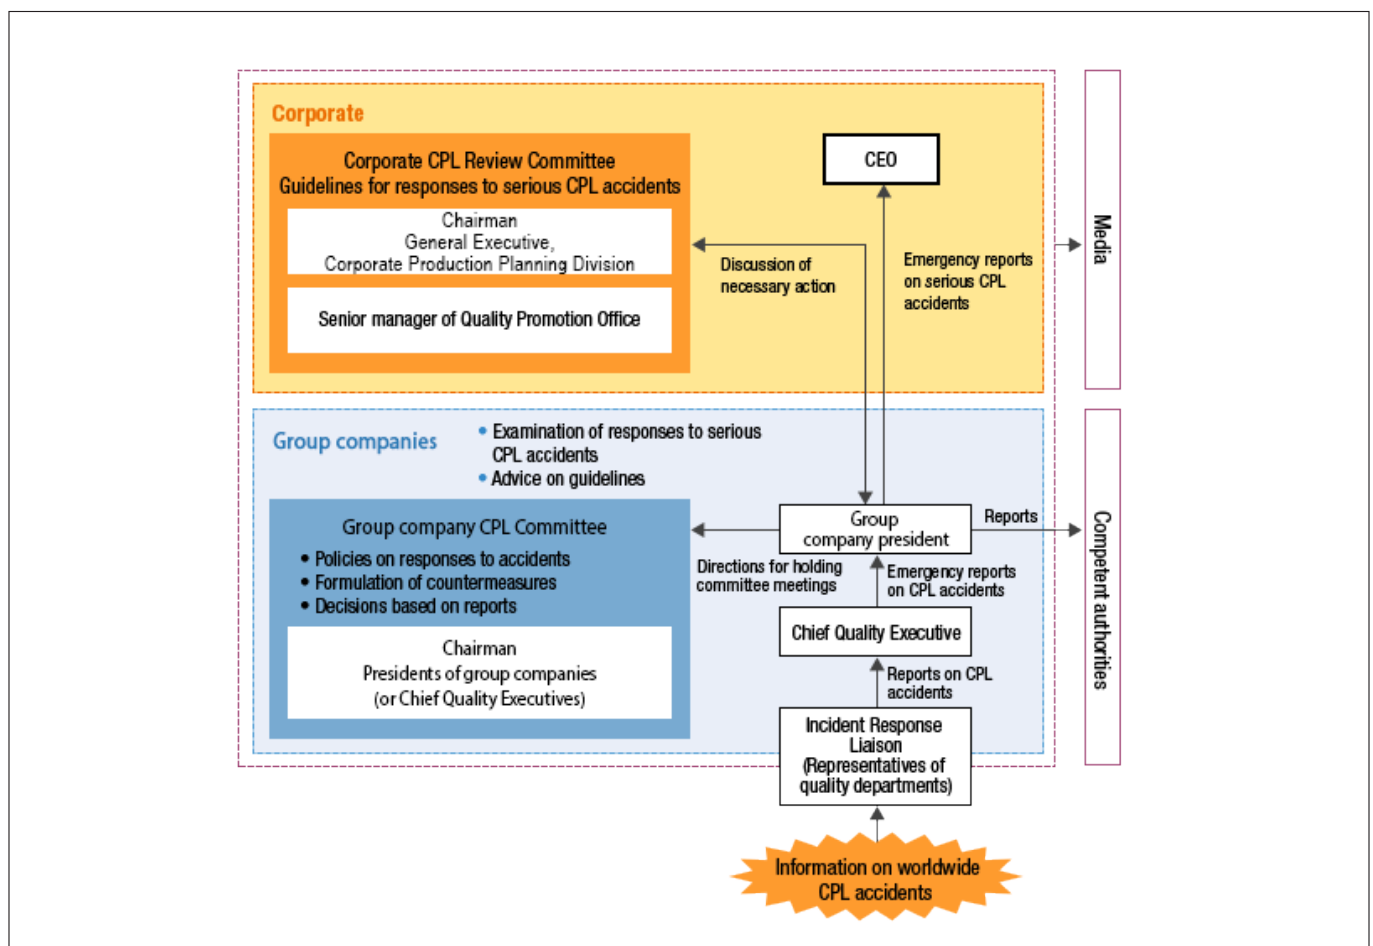 Corporate
Corporate CPL Review Committee
Guidelines for responses to serious CPL accidents
Chairman
General Executive,
Corporate Production Planning Division
Senior manager of Quality Promotion Office
CEO
Discussion of
necessary action
Emergency reports
on serious CPL
accidents
Media
Group companies
• Examination of responses to serious
CPL accidents
• Advice on guidelines
Group company CPL Committee
• Policies on responses to accidents
• Formulation of countermeasures
• Decisions based on reports
Chairman
Presidents of group companies
(or Chief Quality Executives)
Group
company president
Reports
Directions for holding
committee meetings
Emergency reports
on CPL accidents
Chief Quality Executive
Reports on CPL
accidents
Incident Response
Liaison
(Representatives of
quality departments)
Competent authorities
Information on worldwide
CPL accidents